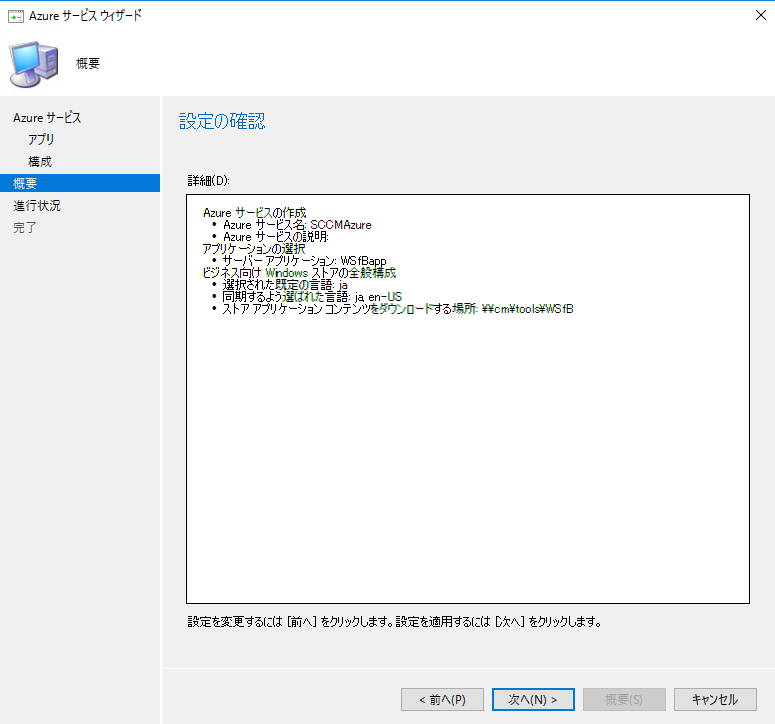 Azure サービス ウィザード
概要
Azure サービス
アプリ
構成
概要
進行状況
完了
設定の確認
詳細(D):
Azure サービスの作成
• Azure サービス名: SCCMAzure
• Azure サービスの説明:
アプリケーションの選択
• サーバー アプリケーション: WSfBapp
ビジネス向け Windows ストアの全般構成
• 選択された既定の言語: ja
• 同期するよう選ばれた言語: ja, en-US
• ストア アプリケーション コンテンツをダウンロードする場所: ¥¥cm¥tools¥WSfB
設定を変更するには [前へ] をクリックします。設定を適用するには [次へ] をクリックします。
< 前へ(P)
次へ(N) >
概要(S)
キャンセル